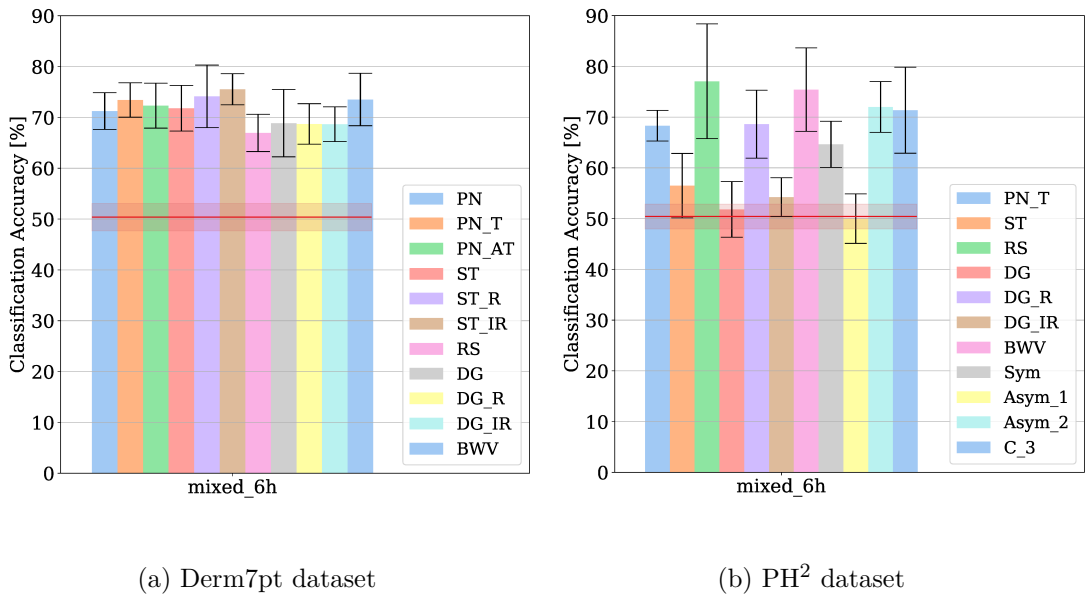 Classification Accuracy [%]
90
80
70
60
50
40
30
20
10
0
mixed_6h
PN
PN_T
PN_AT
ST
ST_R
ST_IR
RS
DG
DG_R
DG_IR
BWV
(a) Derm7pt dataset
Classification Accuracy [%]
90
80
70
60
50
40
30
20
10
0
mixed_6h
PN_T
ST
RS
DG
DG_R
DG_IR
BWV
Sym
Asym_1
Asym_2
C_3
(b) PH² dataset